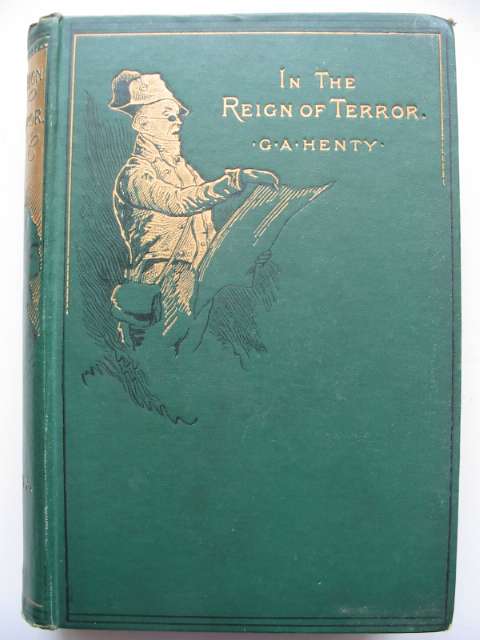 IN THE
REIGN OF TERROR.
·G·A·HENTY·